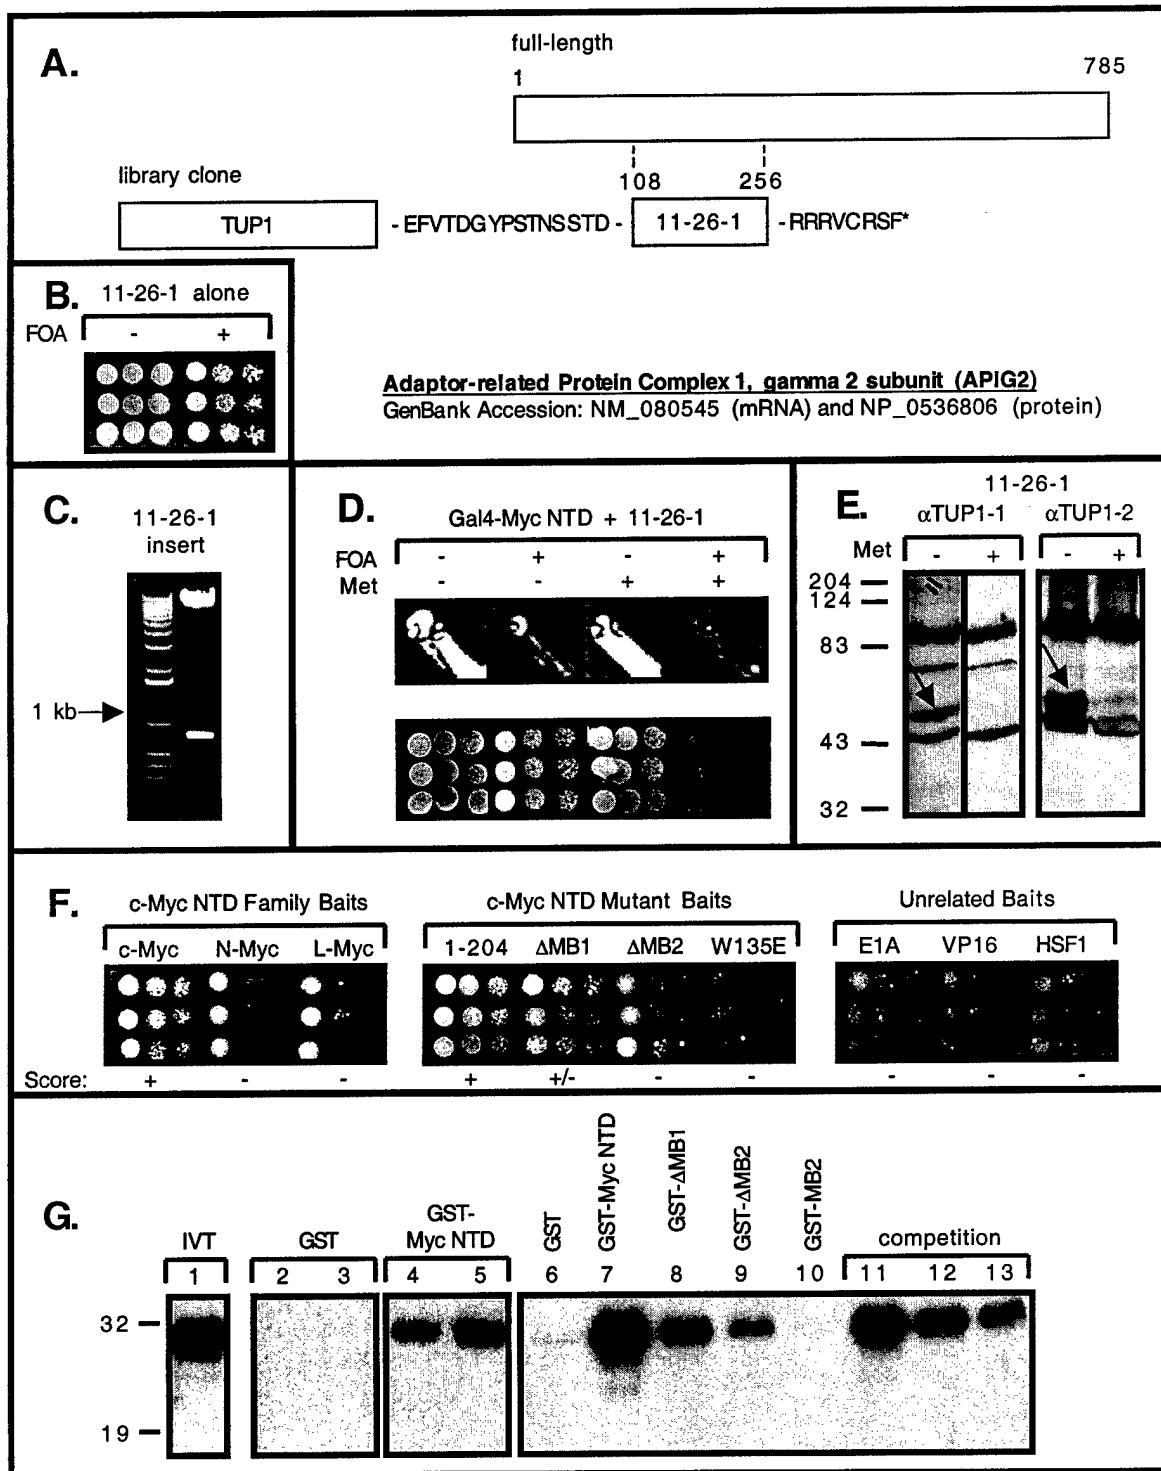 A.
full-length
1
785
108
256
library clone
TUP1
- EFVTDGYPSTNSSTD -
11-26-1
- RRRVCRSF*
B.
11-26-1 alone
FOA
-
+
Adaptor-related Protein Complex 1, gamma 2 subunit (APIG2)
GenBank Accession: NM_080545 (mRNA) and NP_0536806 (protein)
C.
11-26-1
insert
1 kb
D.
Gal4-Myc NTD + 11-26-1
FOA - + - +
Met - - + +
E.
11-26-1
αTUP1-1 αTUP1-2
Met - + - +
204
124
83
43
32
F.
c-Myc NTD Family Baits
c-Myc N-Myc L-Myc
c-Myc NTD Mutant Baits
1-204 ΔMB1 ΔMB2 W135E
Unrelated Baits
E1A VP16 HSF1
Score: + - - + +/- - - - - -
G.
IVT
GST
GST-
Myc NTD
GST
GST-Myc NTD
GST-ΔMB1
GST-ΔMB2
GST-MB2
competition
1 2 3 4 5 6 7 8 9 10 11 12 13
32
19